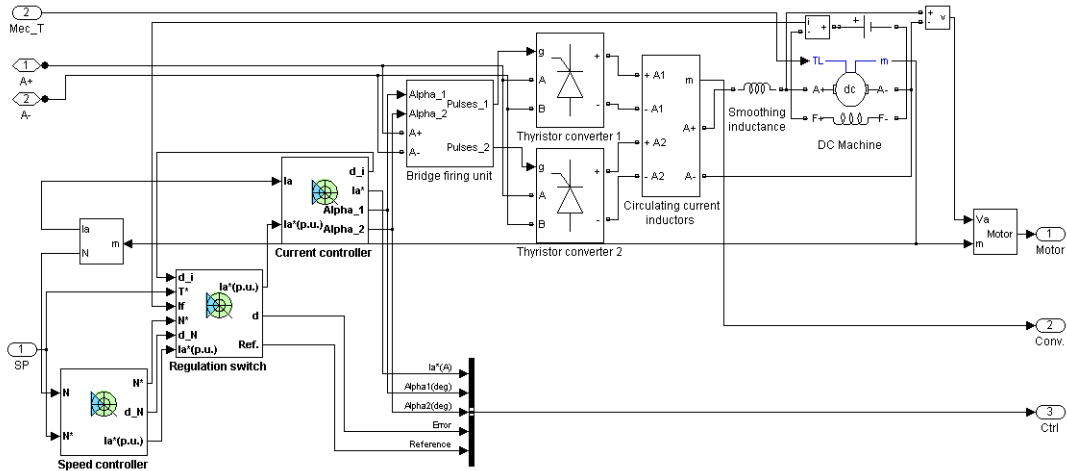 2
Mec_T
1
A+
2
A-
Alpha_1
Alpha_2
A+
A-
Pulses_1
Pulses_2
Bridge firing unit
g
A
B
+
-
Thyristor converter 1
g
A
B
+
-
Thyristor converter 2
+ A1
- A1
+ A2
- A2
m
A+
A-
Circulating current
inductors
Smoothing
inductance
i
+
-
+
TL
m
A+
dc
A-
F+
F-
DC Machine
+
-
v
Va
m
Motor
1
Motor
2
Conv.
3
Ctrl
Ia
Ia*(p.u.)
d_i
Ia*
Alpha_1
Alpha_2
Current controller
Ia
N
m
d_i
T*
If
N*
d_N
Ia*(p.u.)
Ia*(p.u.)
d
Ref.
Regulation switch
1
SP
N
N*
N*
d_N
Ia*(p.u.)
Speed controller
Ia*(A)
Alpha1(deg)
Alpha2(deg)
Error
Reference